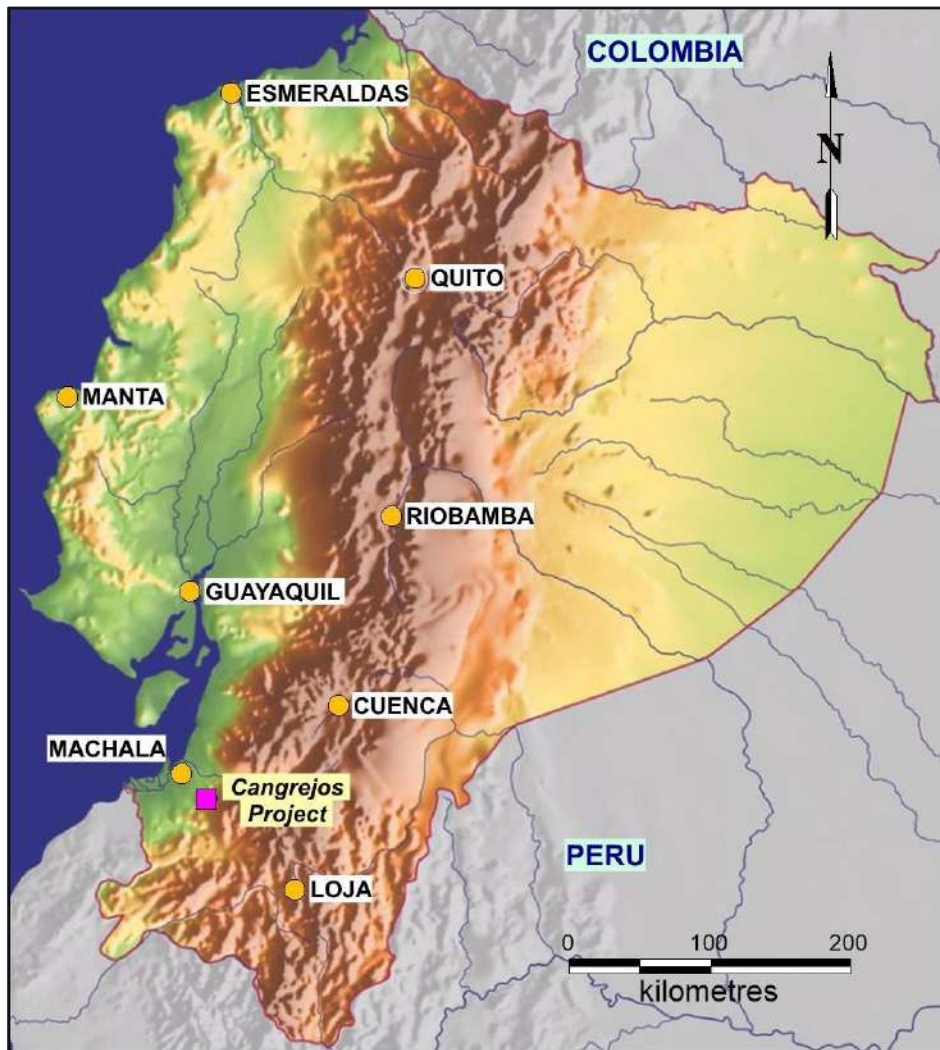 COLOMBIA
ESMERALDAS
N
QUITO
MANTA
RIOBAMBA
GUAYAQUIL
CUENCA
MACHALA
Cangrejos
Project
PERU
LOJA
0 100 200
kilometres